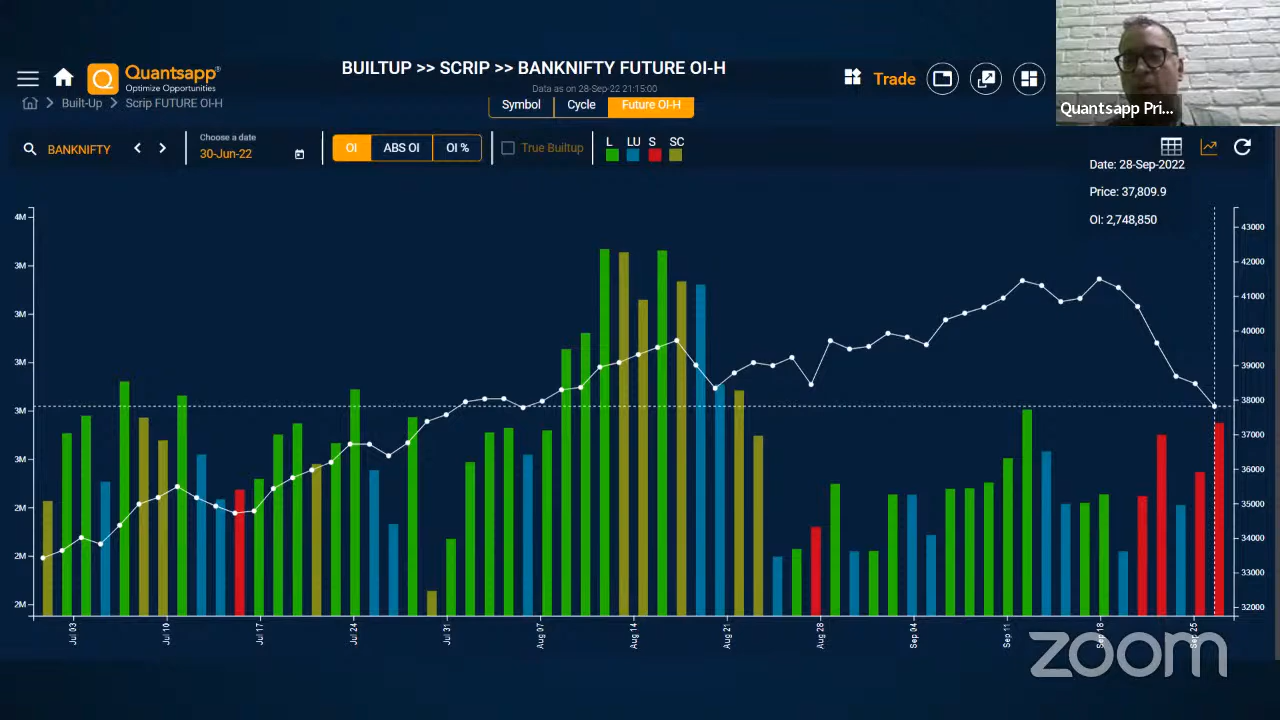 Quantsapp®
Optimize Opportunities
BUILTUP >> SCRIP >> BANKNIFTY FUTURE OI-H
Data as on 28-Sep-22 21:15:00
Trade
Quantsapp Pri...
Built-Up > Scrip FUTURE OI-H
Symbol Cycle Future OI-H
BANKNIFTY
Choose a date
30-Jun-22
OI ABS OI OI %
True Builtup
L LU S SC
Date: 28-Sep-2022
Price: 37,809.9
OI: 2,748,850
4M
3M
3M
3M
3M
3M
2M
2M
2M
43000
42000
41000
40000
39000
38000
37000
36000
35000
34000
33000
32000
Jul 03
Jul 10
Jul 17
Jul 24
Jul 31
Aug 07
Aug 14
Aug 21
Aug 28
Sep 04
Sep 11
Sep 18
Sep 25
zoom